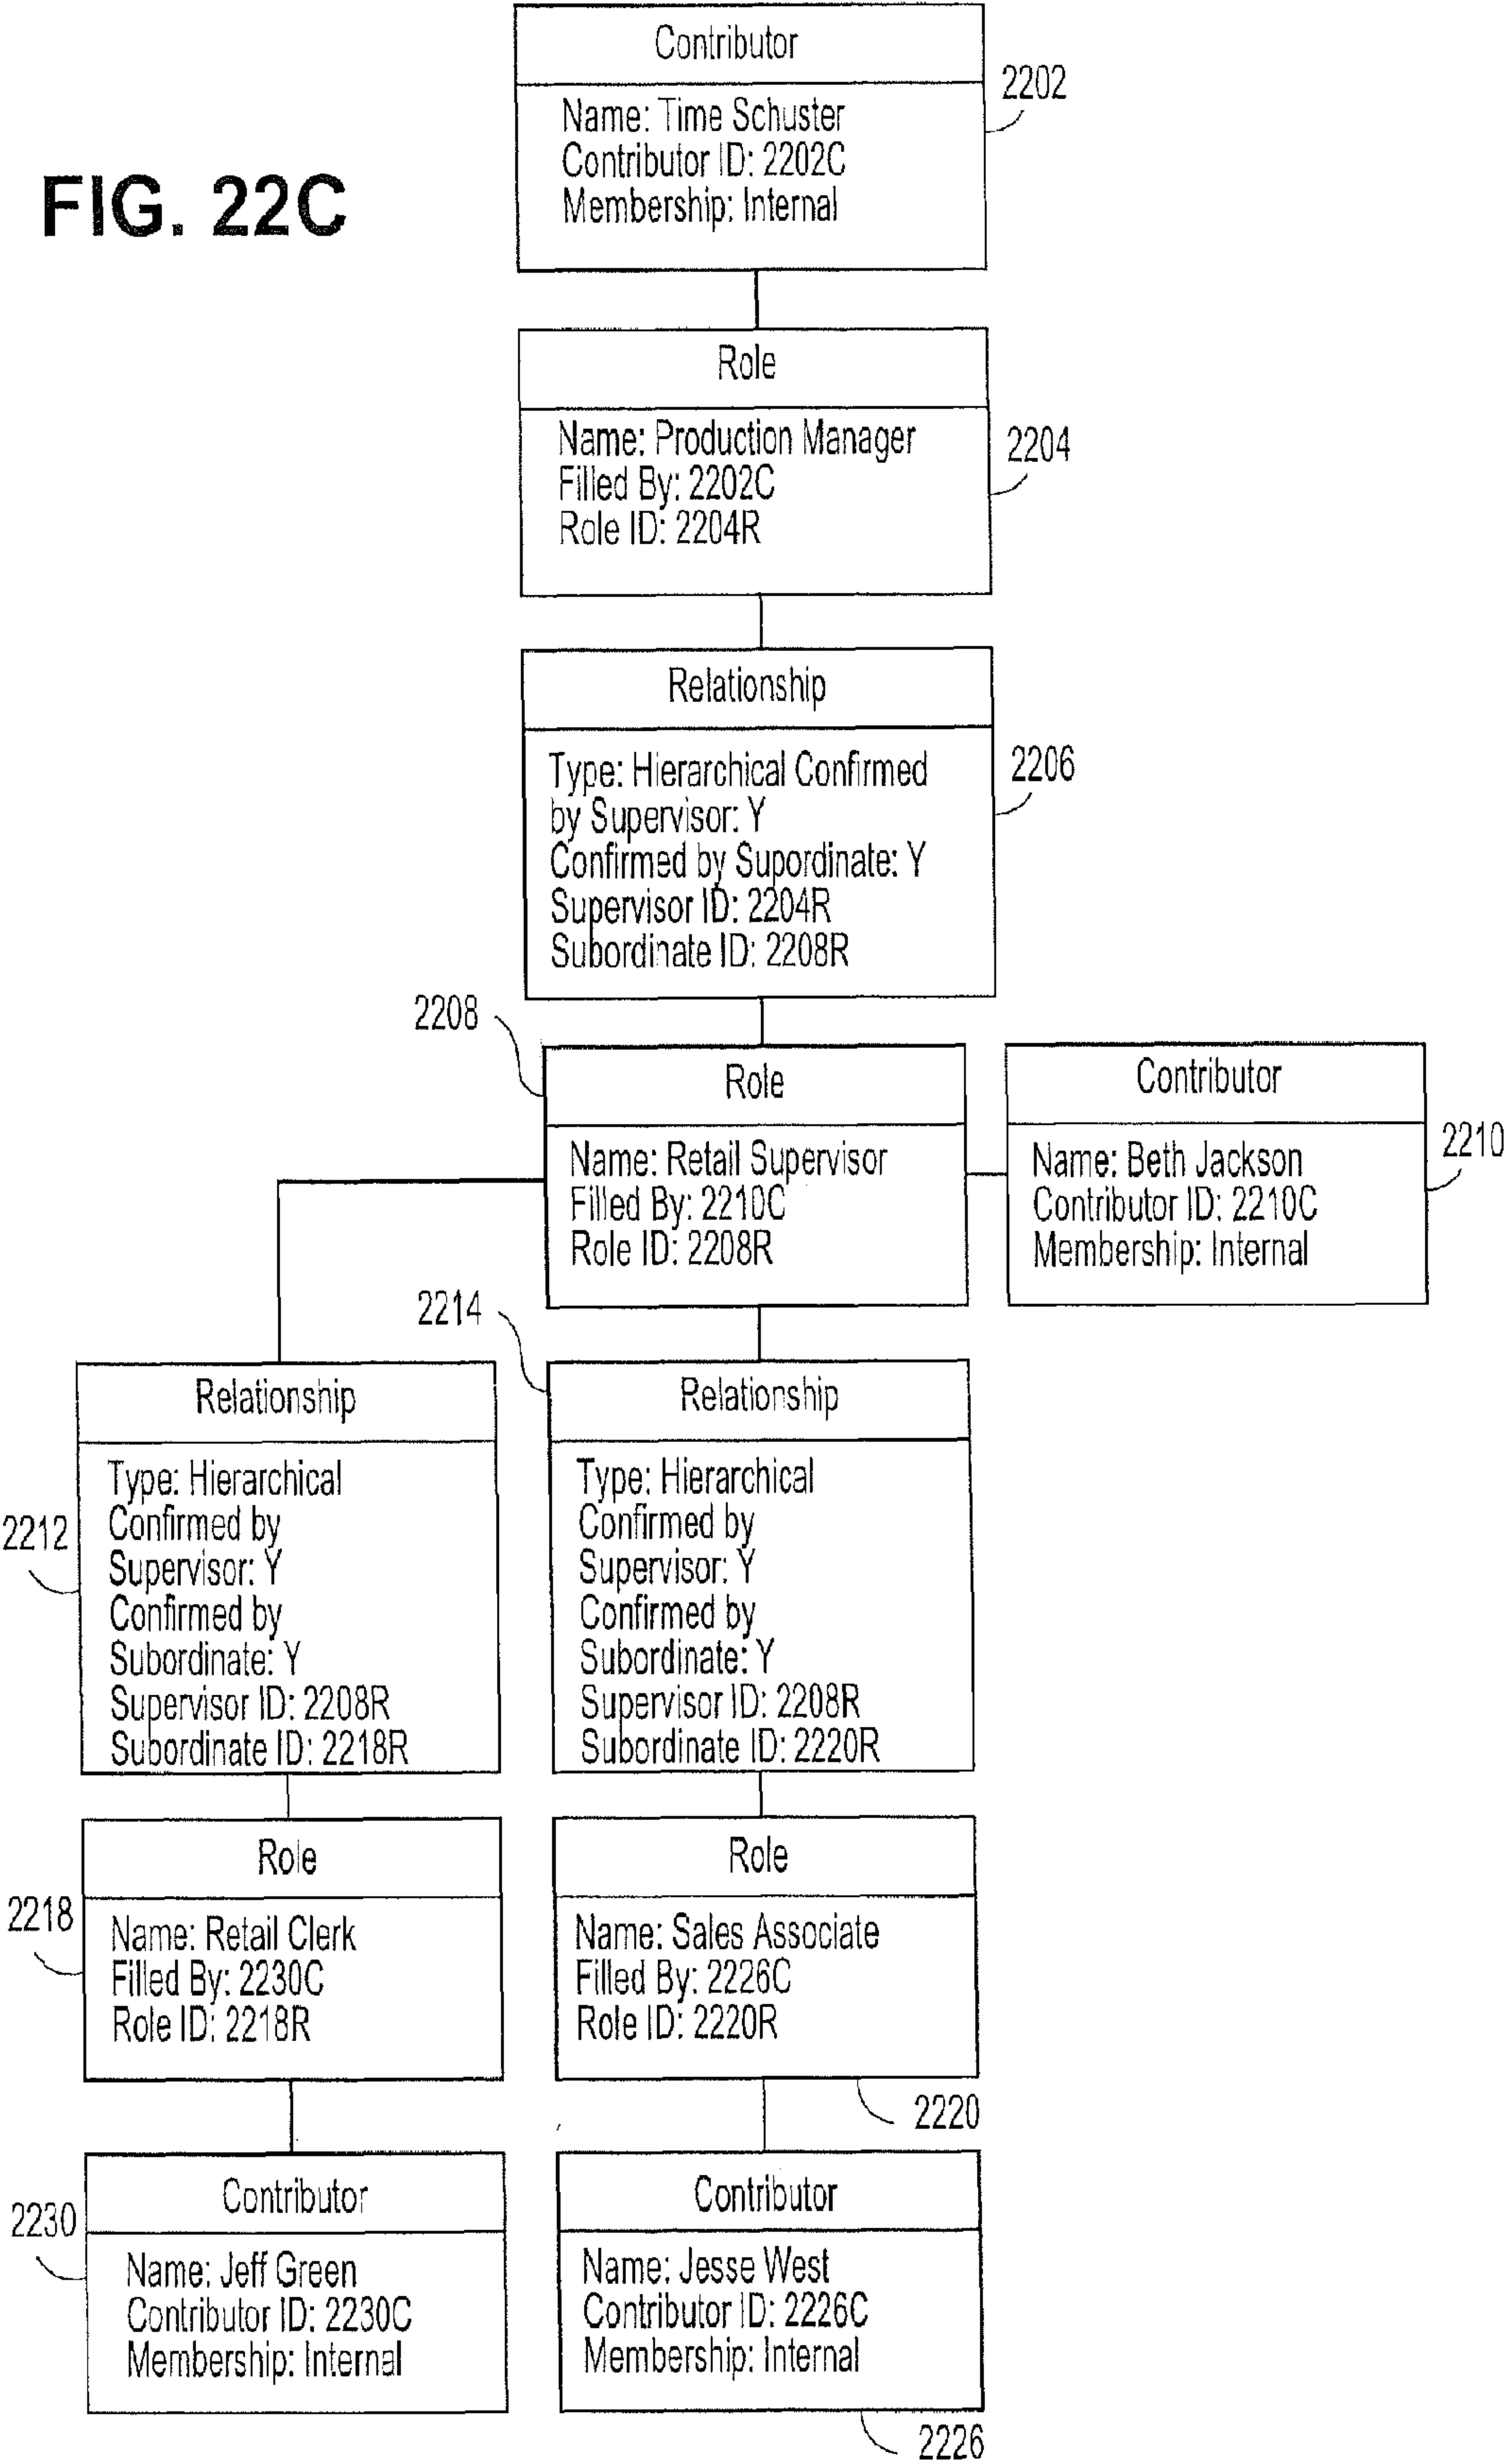 FIG. 22C
Contributor
2202
Name: Time Schuster
Contributor ID: 2202C
Membership: Internal
Role
2204
Name: Production Manager
Filled By: 2202C
Role ID: 2204R
Relationship
2206
Type: Hierarchical Confirmed
by Supervisor: Y
Confirmed by Supordinate: Y
Supervisor ID: 2204R
Subordinate ID: 2208R
2208
Role
Name: Retail Supervisor
Filled By: 2210C
Role ID: 2208R
Contributor
2210
Name: Beth Jackson
Contributor ID: 2210C
Membership: Internal
Relationship
2212
Type: Hierarchical
Confirmed by
Supervisor: Y
Confirmed by
Subordinate: Y
Supervisor ID: 2208R
Subordinate ID: 2218R
2214
Relationship
Type: Hierarchical
Confirmed by
Supervisor: Y
Confirmed by
Subordinate: Y
Supervisor ID: 2208R
Subordinate ID: 2220R
Role
2218
Name: Retail Clerk
Filled By: 2230C
Role ID: 2218R
Role
Name: Sales Associate
Filled By: 2226C
Role ID: 2220R
2220
Contributor
2230
Name: Jeff Green
Contributor ID: 2230C
Membership: Internal
Contributor
Name: Jesse West
Contributor ID: 2226C
Membership: Internal
2226